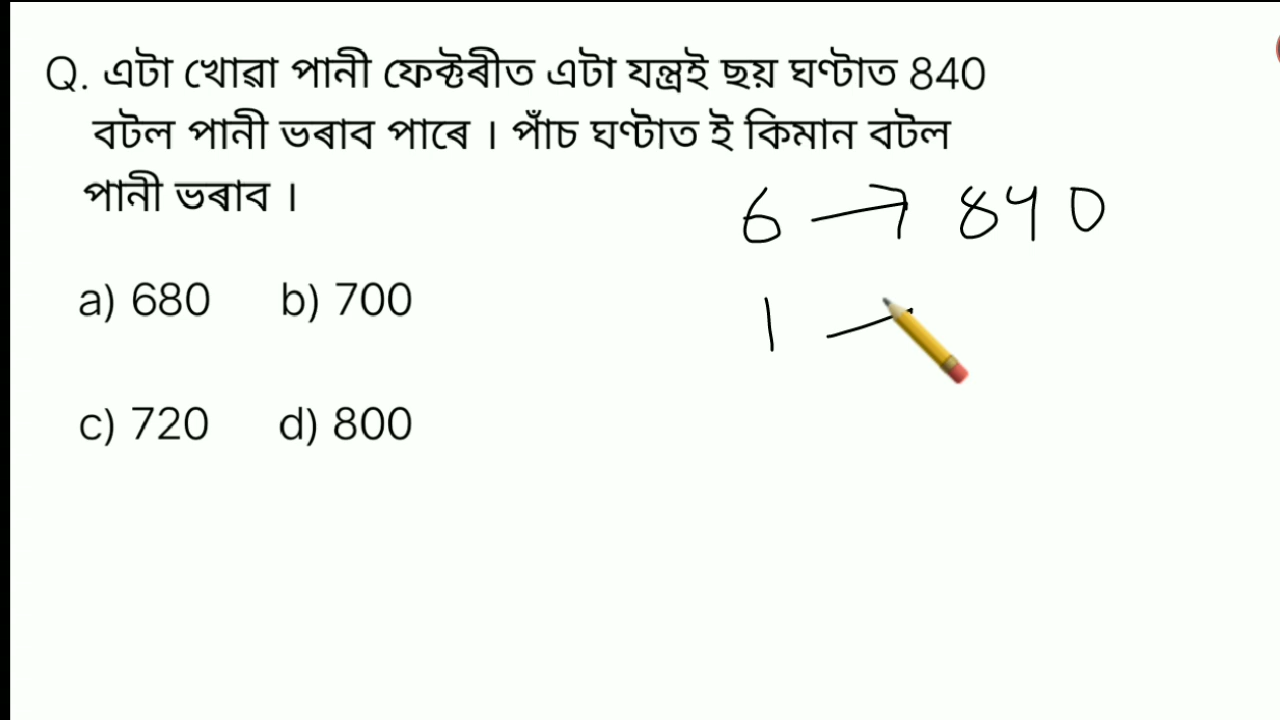 Q. এটা খোৱা পানী ফেক্টৰীত এটা যন্ত্ৰই ছয় ঘণ্টাত 840
বটল পানী ভৰাব পাৰে । পাঁচ ঘণ্টাত ই কিমান বটল
পানী ভৰাব ।
6 → 840
a) 680 b) 700
1 —
c) 720 d) 800